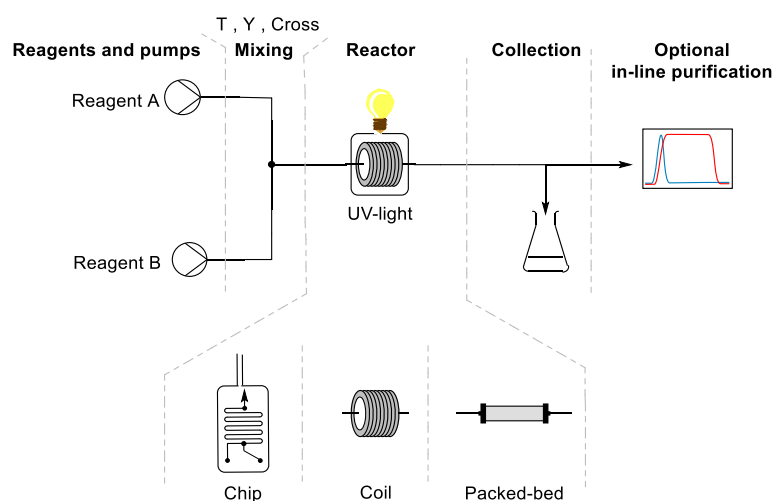 T , Y , Cross
Reagents and pumps
Mixing
Reactor
Collection
Optional
in-line purification
Reagent A
UV-light
Reagent B
Chip
Coil
Packed-bed